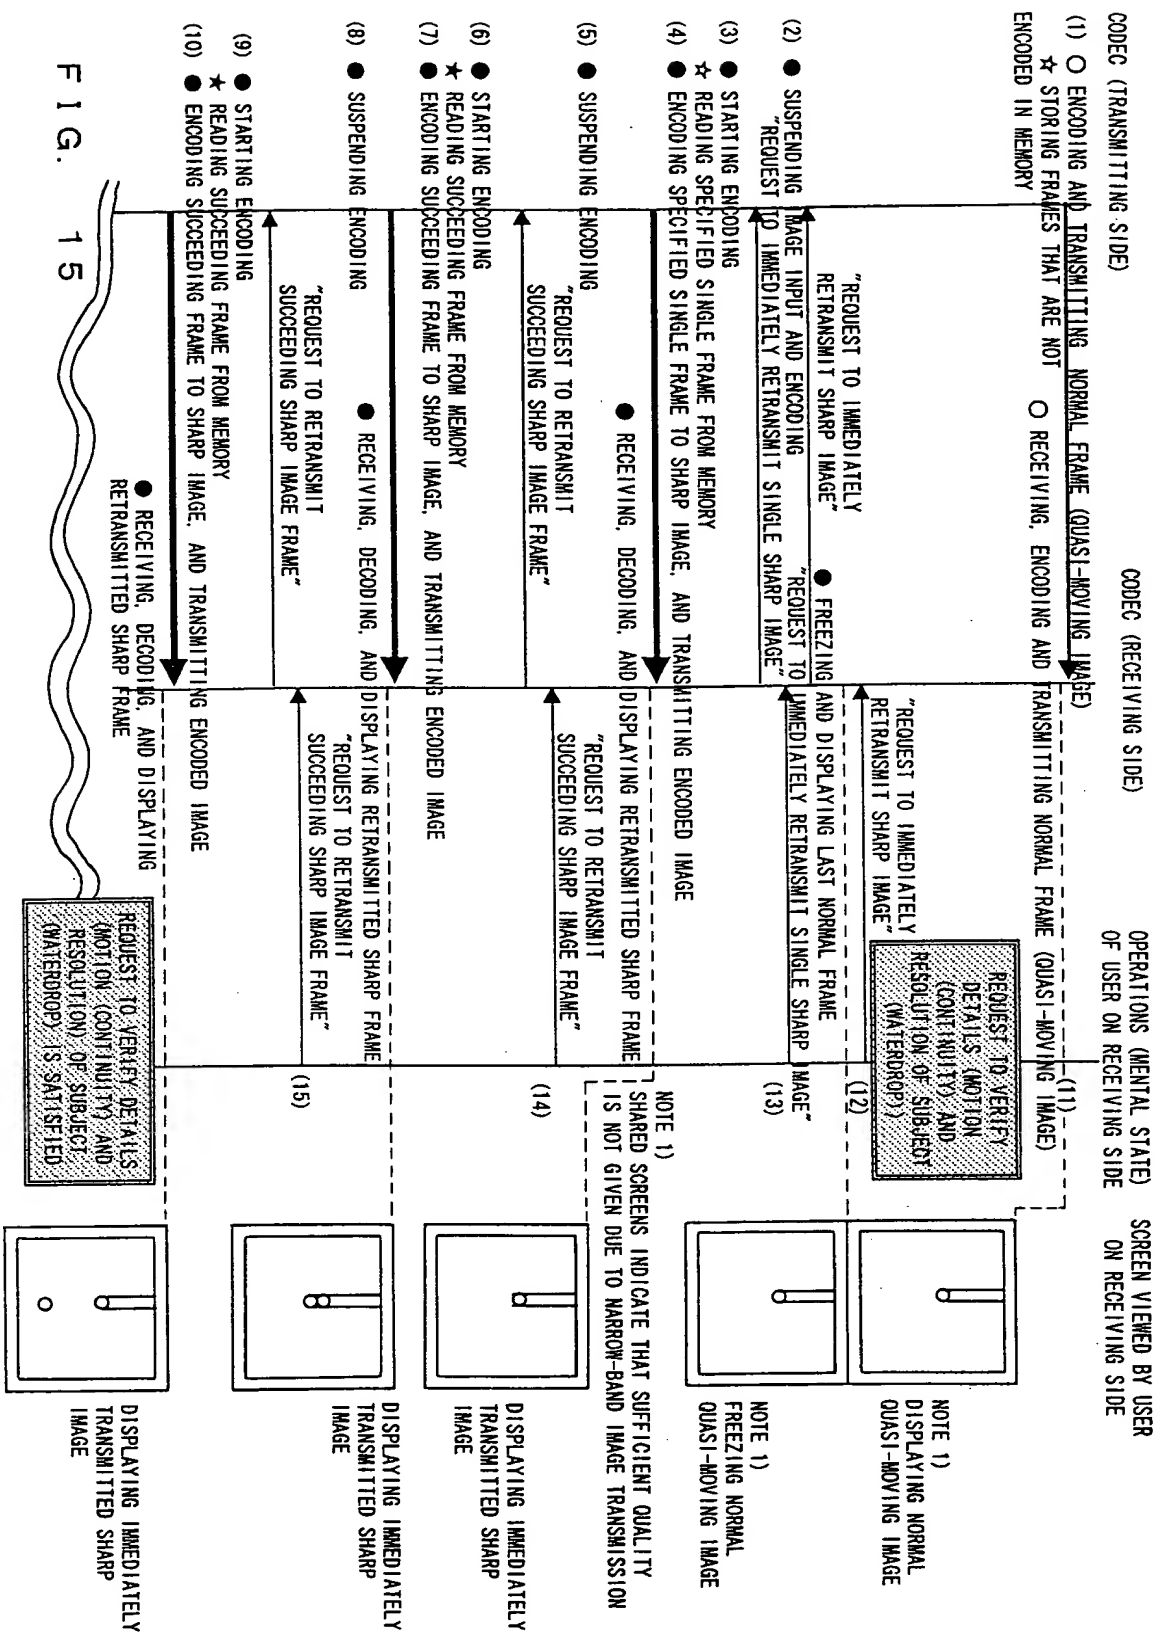 CODEC (TRANSMITTING SIDE)
CODEC (RECEIVING SIDE)
OPERATIONS (MENTAL STATE)
OF USER ON RECEIVING SIDE
SCREEN VIEWED BY USER
ON RECEIVING SIDE
(1) ○ ENCODING AND TRANSMITTING NORMAL FRAME (QUASI-MOVING IMAGE)
☆ STORING FRAMES THAT ARE NOT
ENCODED IN MEMORY
○ RECEIVING, ENCODING AND TRANSMITTING NORMAL FRAME (QUASI-MOVING IMAGE)
(11)
REQUEST TO VERIFY
DETAILS (MOTION
(CONTINUITY) AND
RESOLUTION OF SUBJECT
(WATERDROP))
NOTE 1)
DISPLAYING NORMAL
QUASI-MOVING IMAGE
"REQUEST TO IMMEDIATELY
RETRANSMIT SHARP IMAGE"
(12)
"REQUEST TO IMMEDIATELY
RETRANSMIT SHARP IMAGE"
● FREEZING AND DISPLAYING LAST NORMAL FRAME
(2) ● SUSPENDING IMAGE INPUT AND ENCODING
"REQUEST TO IMMEDIATELY RETRANSMIT SINGLE SHARP IMAGE"
"REQUEST TO IMMEDIATELY RETRANSMIT SINGLE SHARP IMAGE"
(13)
NOTE 1)
FREEZING NORMAL
QUASI-MOVING IMAGE
(3) ● STARTING ENCODING
☆ READING SPECIFIED SINGLE FRAME FROM MEMORY
(4) ● ENCODING SPECIFIED SINGLE FRAME TO SHARP IMAGE, AND TRANSMITTING ENCODED IMAGE
NOTE 1)
SHARED SCREENS INDICATE THAT SUFFICIENT QUALITY
IS NOT GIVEN DUE TO NARROW-BAND IMAGE TRANSMISSION
● RECEIVING, DECODING, AND DISPLAYING RETRANSMITTED SHARP FRAME
(5) ● SUSPENDING ENCODING
"REQUEST TO RETRANSMIT
SUCCEEDING SHARP IMAGE FRAME"
"REQUEST TO RETRANSMIT
SUCCEEDING SHARP IMAGE FRAME"
(14)
DISPLAYING IMMEDIATELY
TRANSMITTED SHARP
IMAGE
(6) ● STARTING ENCODING
★ READING SUCCEEDING FRAME FROM MEMORY
(7) ● ENCODING SUCCEEDING FRAME TO SHARP IMAGE, AND TRANSMITTING ENCODED IMAGE
● RECEIVING, DECODING, AND DISPLAYING RETRANSMITTED SHARP FRAME
(8) ● SUSPENDING ENCODING
"REQUEST TO RETRANSMIT
SUCCEEDING SHARP IMAGE FRAME"
"REQUEST TO RETRANSMIT
SUCCEEDING SHARP IMAGE FRAME"
(15)
DISPLAYING IMMEDIATELY
TRANSMITTED SHARP
IMAGE
(9) ● STARTING ENCODING
★ READING SUCCEEDING FRAME FROM MEMORY
(10) ● ENCODING SUCCEEDING FRAME TO SHARP IMAGE, AND TRANSMITTING ENCODED IMAGE
● RECEIVING, DECODING, AND DISPLAYING
RETRANSMITTED SHARP FRAME
REQUEST TO VERIFY DETAILS
(MOTION (CONTINUITY) AND
RESOLUTION) OF SUBJECT
(WATERDROP) IS SATISFIED
DISPLAYING IMMEDIATELY
TRANSMITTED SHARP
IMAGE
FIG. 15